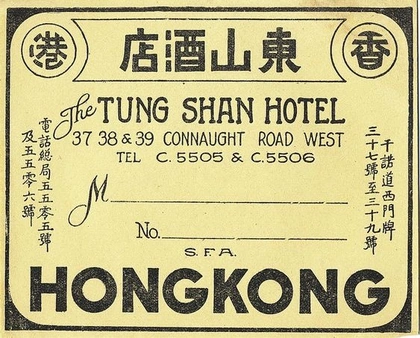 香港
東山酒店
The TUNG SHAN HOTEL
37 38 & 39 CONNAUGHT ROAD WEST
TEL C. 5505 & C. 5506
干諾道西門牌
三十七號至三十九號
電話總局五五零五號
及五五零六號
M
No.
S. F. A.
HONGKONG